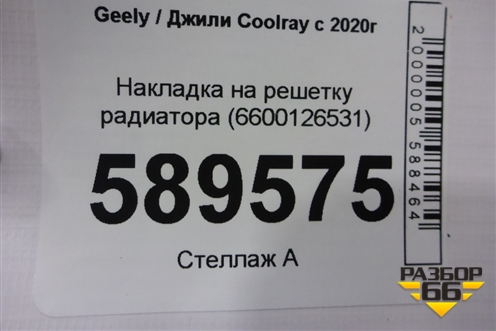 Geely / Джили Coolray с 2020г
Накладка на решетку
радиатора (6600126531)
589575
Стеллаж А
2000005588464
РАЗБОР
66